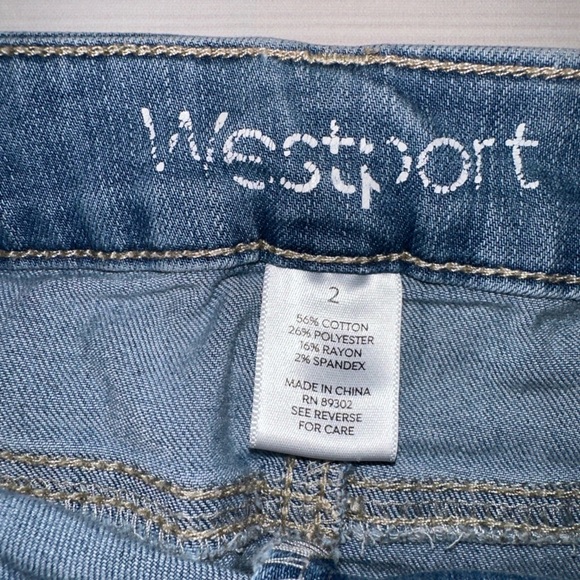 Westport
2
56% COTTON
26% POLYESTER
16% RAYON
2% SPANDEX
MADE IN CHINA
RN 89302
SEE REVERSE
FOR CARE